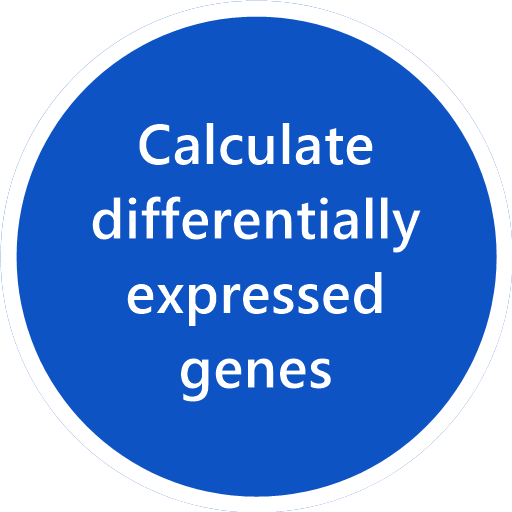 Calculate
differentially
expressed
genes